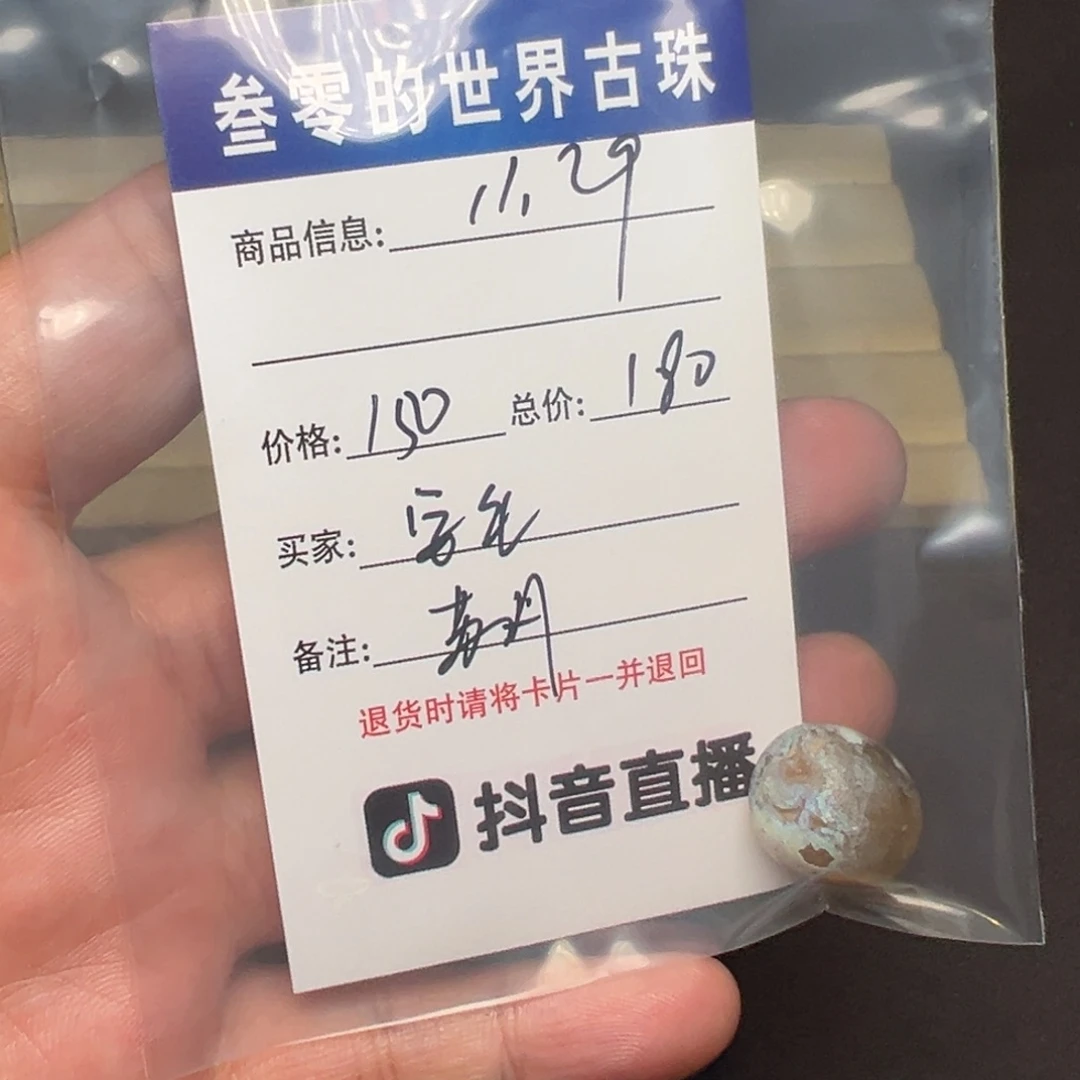 叁零的世界古珠
商品信息: 11.29
价格: 150 总价: 180
买家:
备注:
退货时请将卡片一并退回
抖音直播